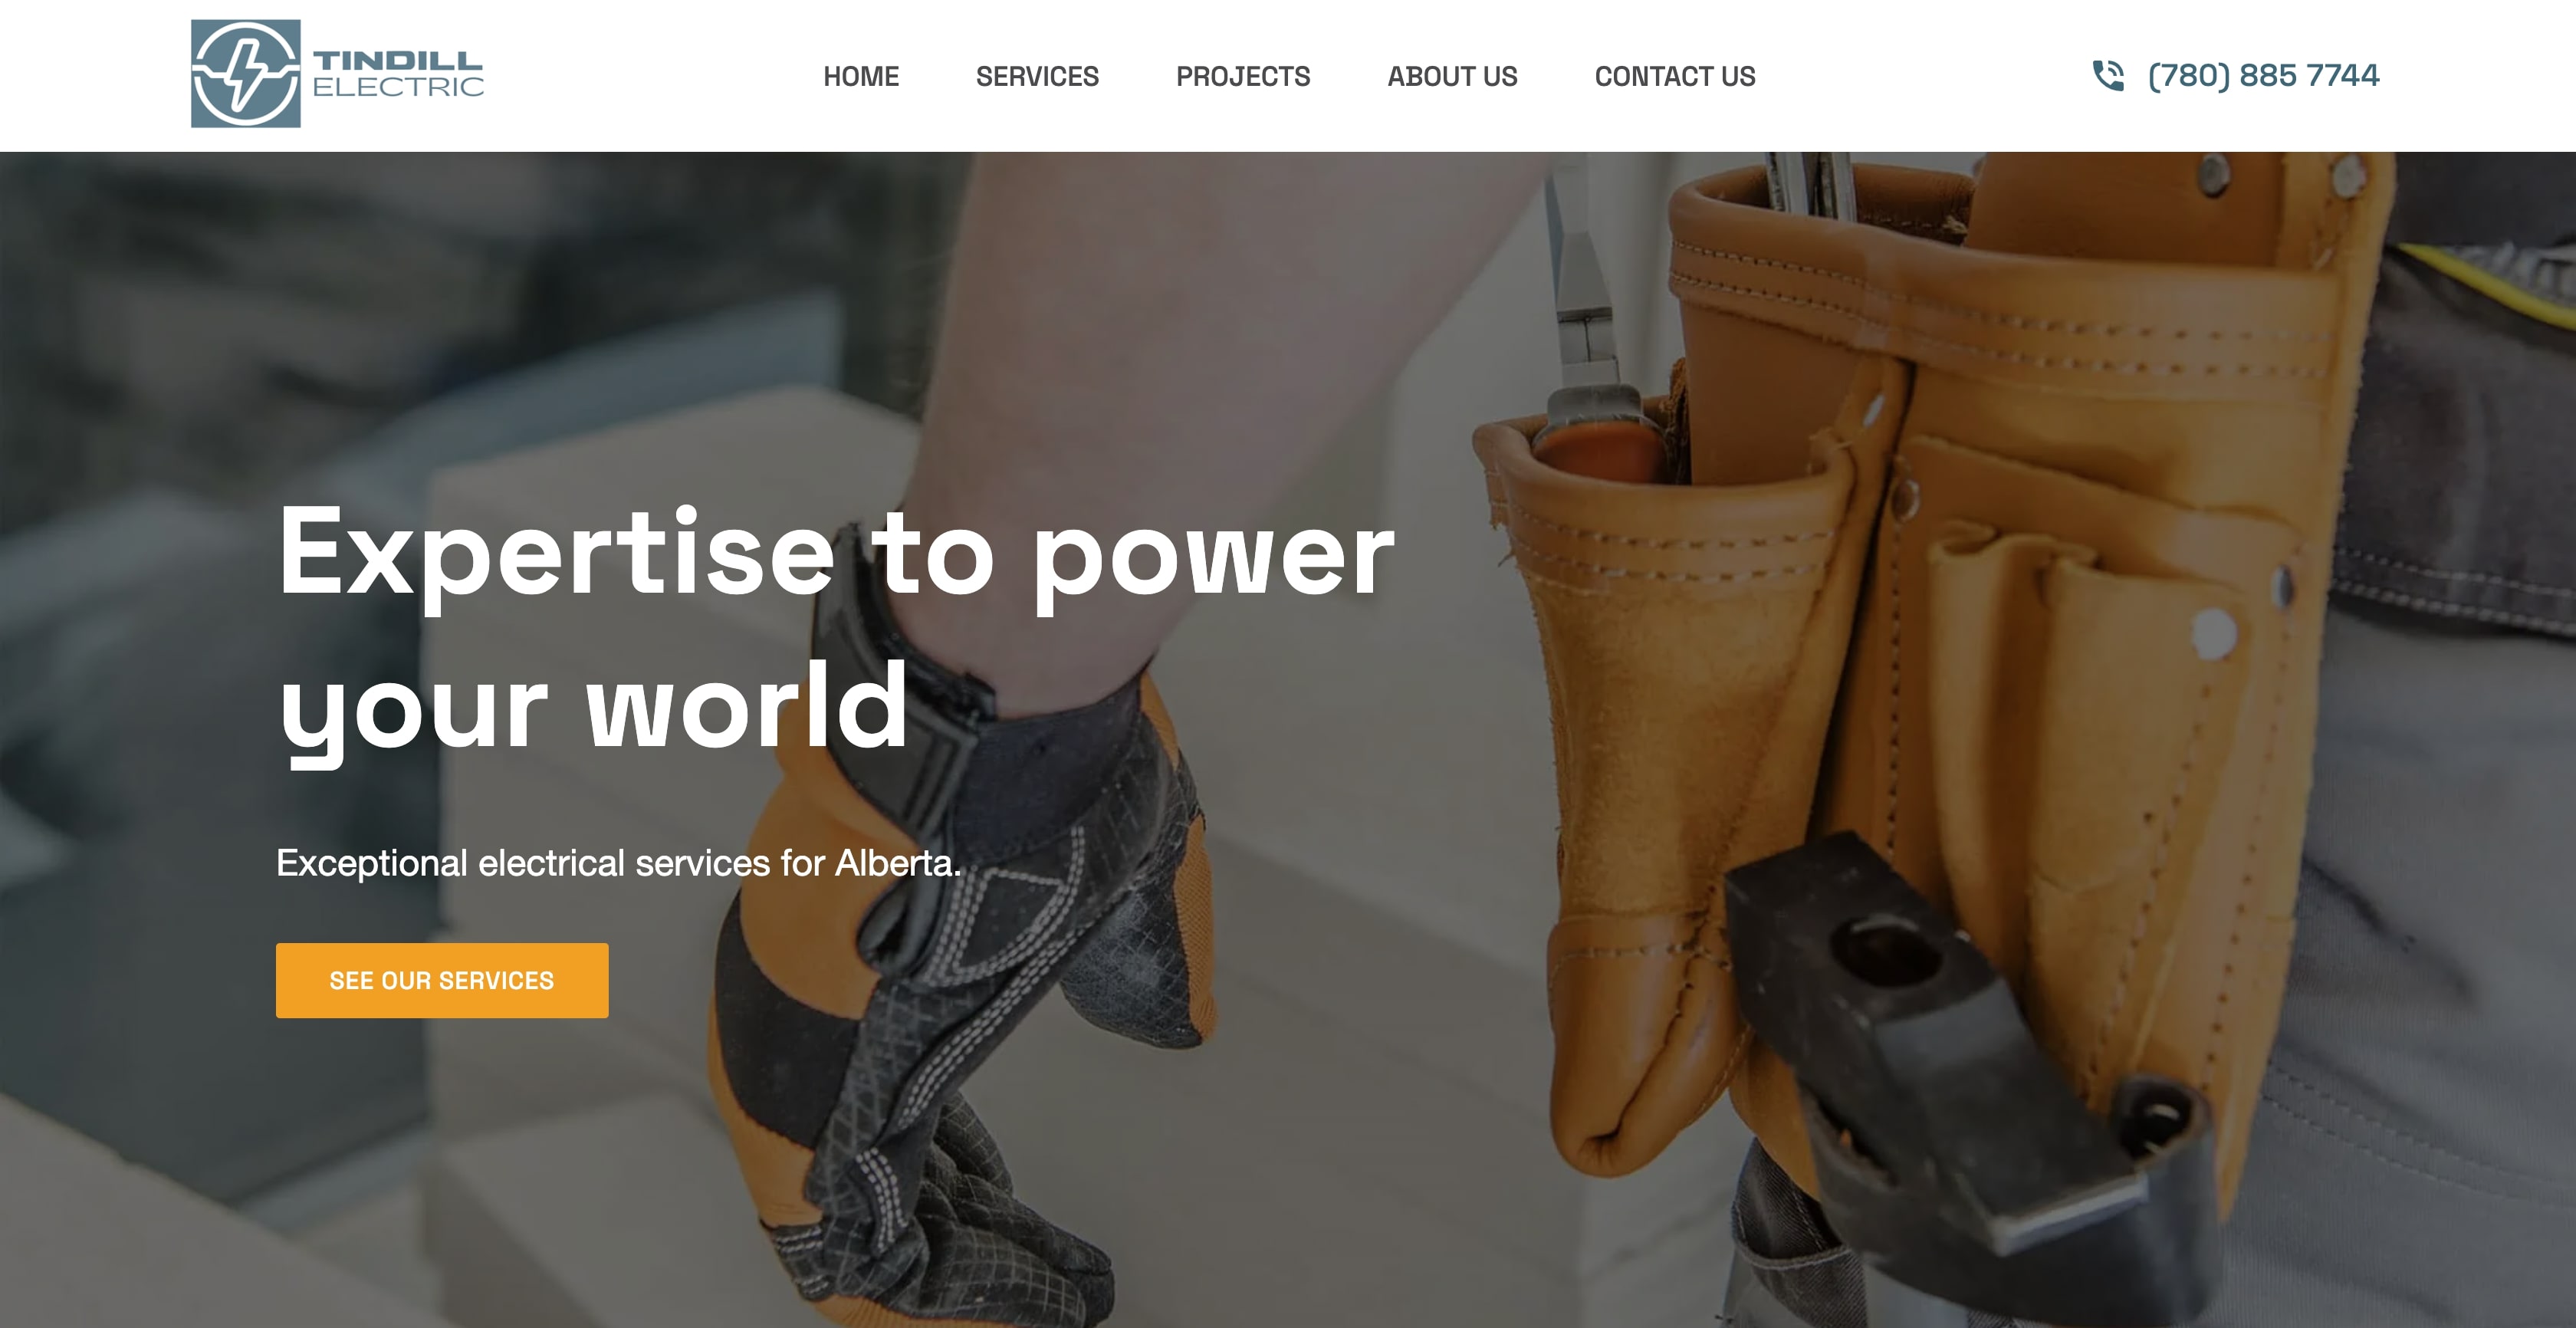 TINDILL
ELECTRIC
HOME
SERVICES
PROJECTS
ABOUT US
CONTACT US
(780) 885 7744
Expertise to power
your world
Exceptional electrical services for Alberta.
SEE OUR SERVICES